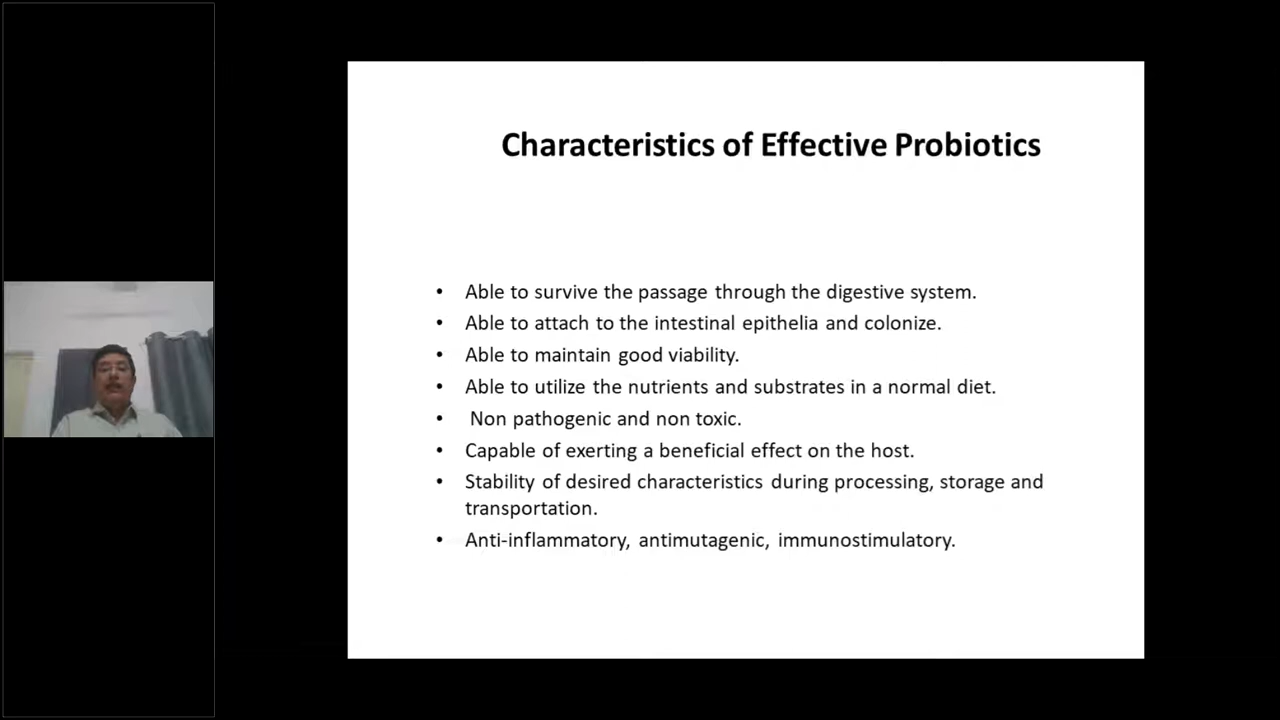 Characteristics of Effective Probiotics
• Able to survive the passage through the digestive system.
• Able to attach to the intestinal epithelia and colonize.
• Able to maintain good viability.
• Able to utilize the nutrients and substrates in a normal diet.
• Non pathogenic and non toxic.
• Capable of exerting a beneficial effect on the host.
• Stability of desired characteristics during processing, storage and
transportation.
• Anti-inflammatory, antimutagenic, immunostimulatory.